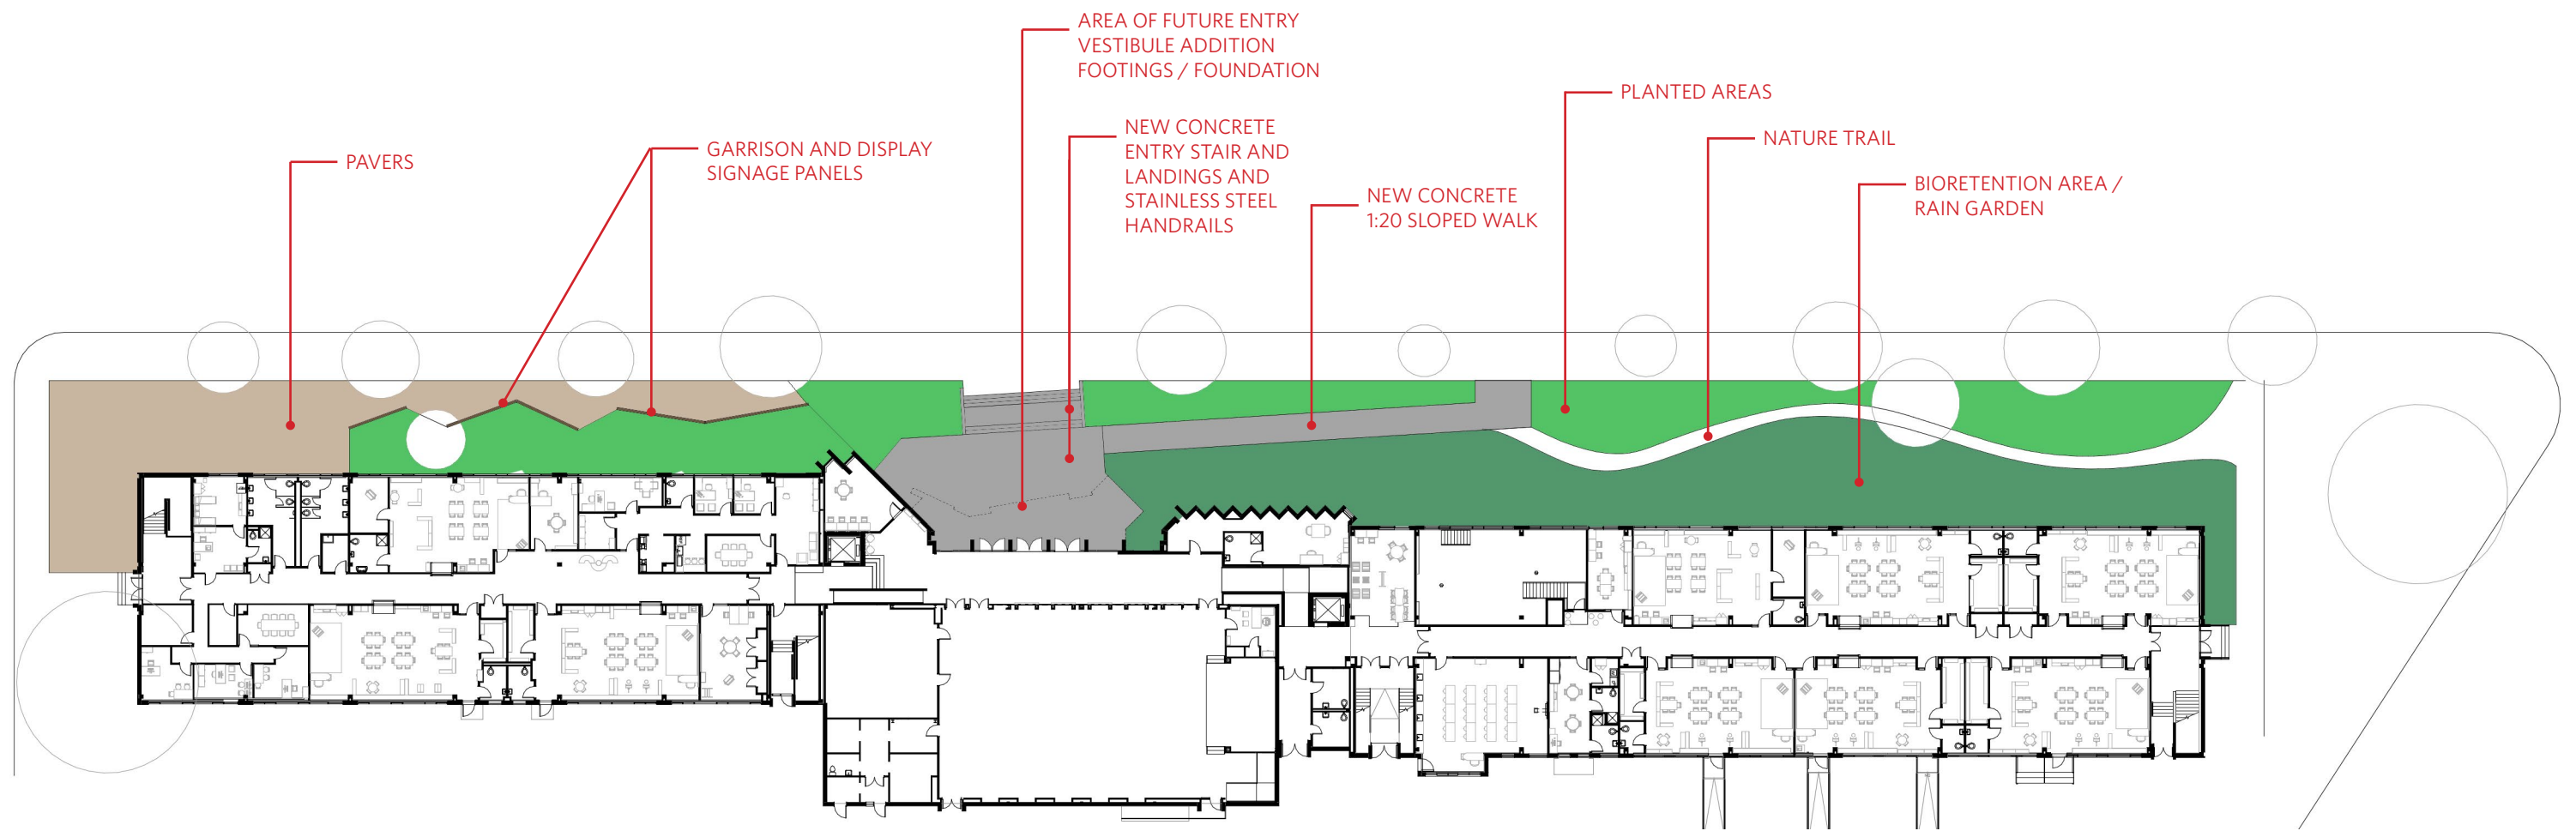 AREA OF FUTURE ENTRY
VESTIBULE ADDITION
FOOTINGS / FOUNDATION
PLANTED AREAS
NEW CONCRETE
ENTRY STAIR AND
LANDINGS AND
STAINLESS STEEL
HANDRAILS
NATURE TRAIL
GARRISON AND DISPLAY
SIGNAGE PANELS
PAVERS
NEW CONCRETE
1:20 SLOPED WALK
BIORETENTION AREA /
RAIN GARDEN